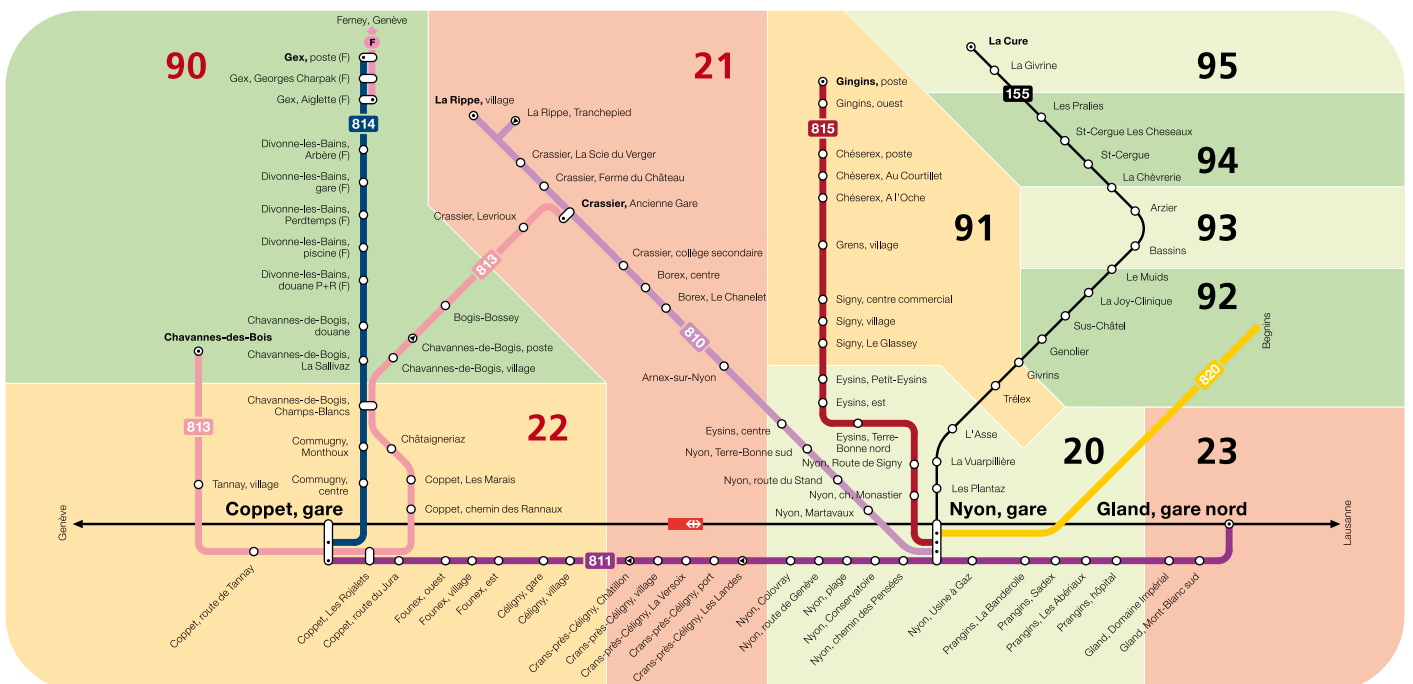 Ferney, Genève
F
90
Gex, poste (F)
Gex, Georges Charpak (F)
Gex, Aiglette (F)
814
Divonne-les-Bains,
Arbère (F)
Divonne-les-Bains,
gare (F)
Divonne-les-Bains,
Perdtemps (F)
Divonne-les-Bains,
piscine (F)
Divonne-les-Bains,
douane P+R (F)
Chavannes-de-Bogis,
douane
Chavannes-de-Bogis,
La Sallivaz
Chavannes-de-Bogis,
Champs-Blancs
Commugny,
Monthoux
Commugny,
centre
Chavannes-des-Bois
813
Tannay, village
Coppet, gare
Coppet, route de Tannay
21
La Rippe, village
La Rippe, Tranchepied
Crassier, La Scie du Verger
Crassier, Ferme du Château
Crassier, Ancienne Gare
Crassier, Levrioux
813
Bogis-Bossey
Chavannes-de-Bogis, poste
Chavannes-de-Bogis, village
22
Châtaigneriaz
Coppet, Les Marais
Coppet, chemin des Rannaux
Crassier, collège secondaire
Borex, centre
Borex, Le Chanelet
810
Arnex-sur-Nyon
Eysins, centre
Nyon, Terre-Bonne sud
Nyon, route du Stand
Nyon, Martavaux
Gingins, poste
Gingins, ouest
815
Chéserex, poste
Chéserex, Au Courtillet
Chéserex, A l'Oche
Grens, village
91
Signy, centre commercial
Signy, village
Signy, Le Glassey
Eysins, Petit-Eysins
Eysins, est
Eysins, Terre-
Bonne nord
Nyon, Route de Signy
Nyon, ch. Monastier
La Cure
La Givrine
95
155
Les Pralies
St-Cergue Les Cheseaux
St-Cergue
94
La Chèvrerie
Arzier
93
Bassins
Le Muids
92
La Joy-Clinique
Sus-Châtel
Genolier
Givrins
Trélex
L'Asse
La Vuarpillière
Les Plantaz
20
23
820
Begnins
Nyon, gare
Gland, gare nord
Genève
Lausanne
811
Coppet, Les Rojalets
Coppet, route du Jura
Founex, ouest
Founex, village
Founex, est
Céligny, gare
Céligny, village
Crans-près-Céligny, Châtillon
Crans-près-Céligny, village
Crans-près-Céligny, La Versoix
Crans-près-Céligny, port
Crans-près-Céligny, Les Landes
Nyon, Colovray
Nyon, route de Genève
Nyon, plage
Nyon, Conservatoire
Nyon, chemin des Pensées
Nyon, Usine à Gaz
Prangins, La Banderolle
Prangins, Sadex
Prangins, Les Abériaux
Prangins, hôpital
Gland, Domaine Impérial
Gland, Mont-Blanc sud